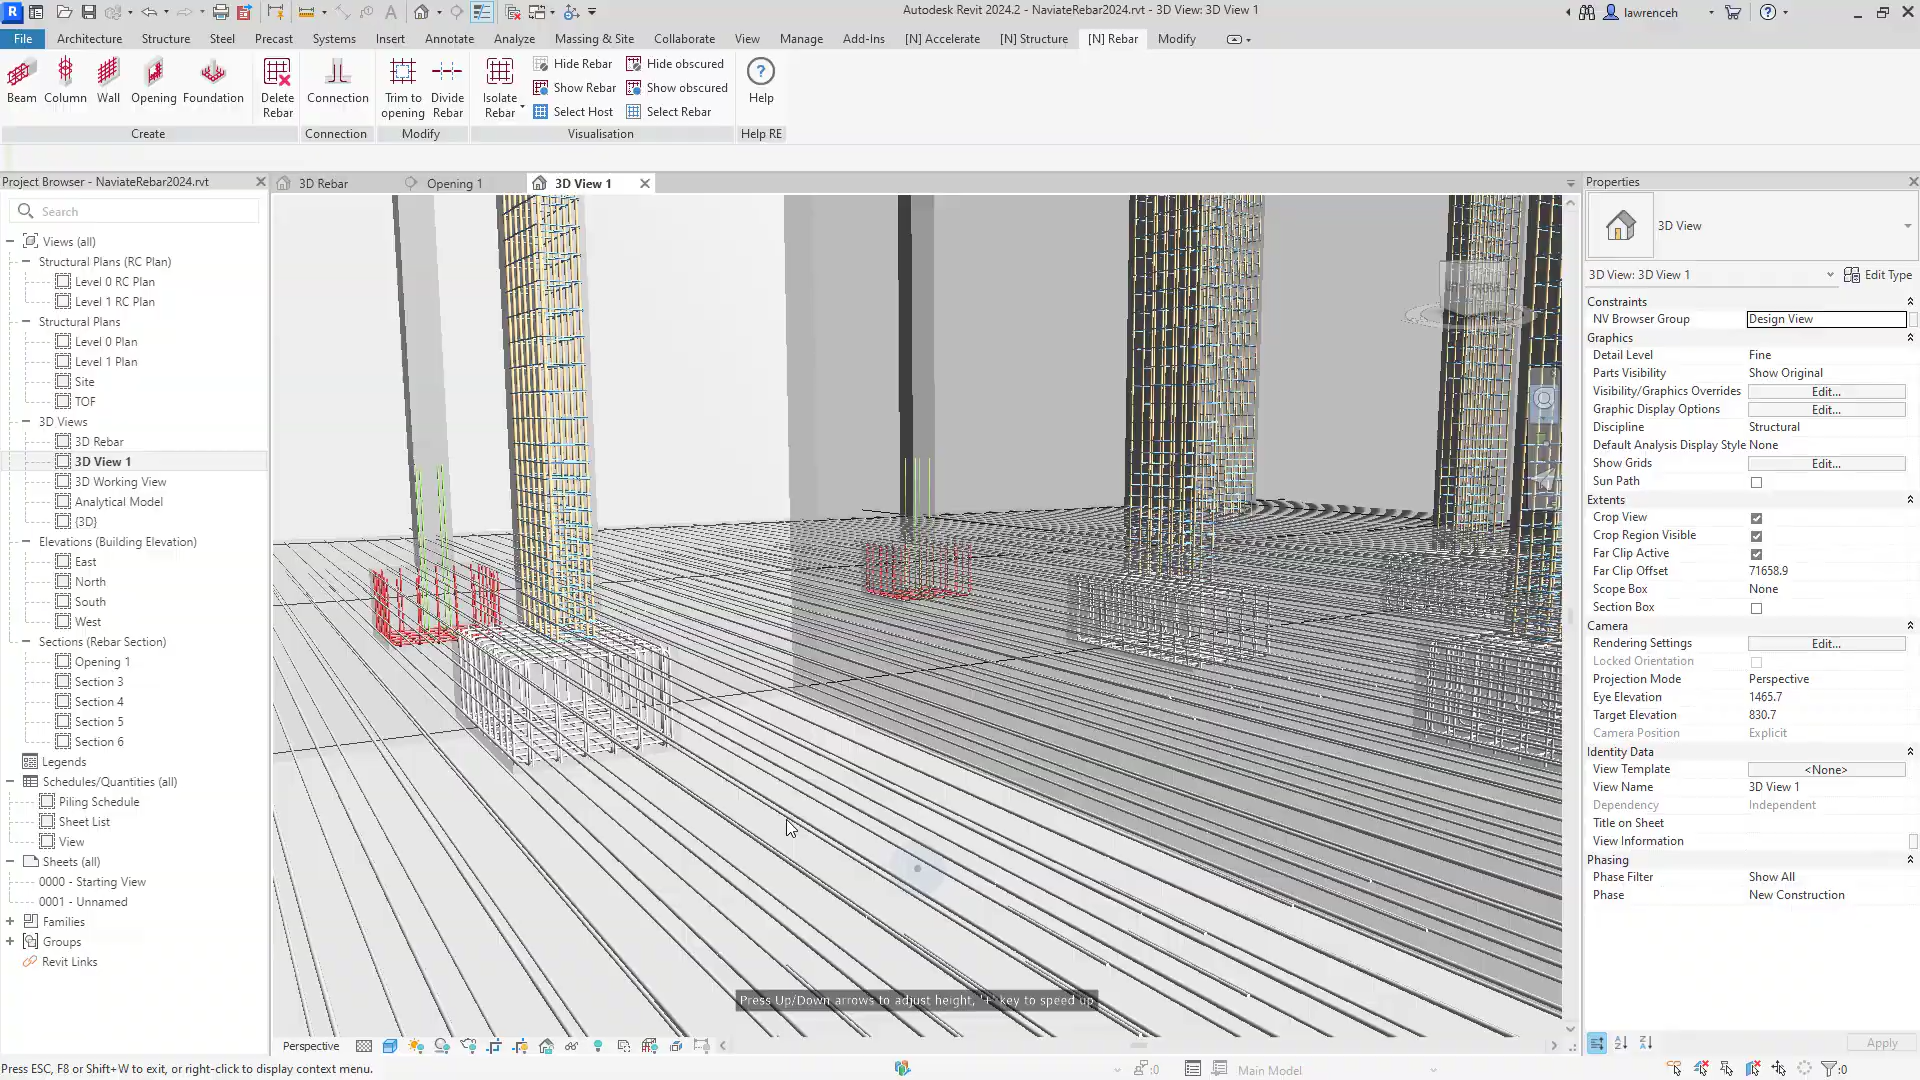 Autodesk Revit 2024.2 - NaviateRebar2024.rvt - 3D View: 3D View 1
lawrenceh
File
Architecture
Structure
Steel
Precast
Systems
Insert
Annotate
Analyze
Massing & Site
Collaborate
View
Manage
Add-Ins
[N] Accelerate
[N] Structure
[N] Rebar
Modify
Beam
Column
Wall
Opening
Foundation
Delete
Rebar
Connection
Trim to
opening
Divide
Rebar
Isolate
Rebar
Hide Rebar
Show Rebar
Select Host
Hide obscured
Show obscured
Select Rebar
Help
Create
Connection
Modify
Visualisation
Help RE
Project Browser - NaviateRebar2024.rvt
Search
Views (all)
Structural Plans (RC Plan)
Level 0 RC Plan
Level 1 RC Plan
Structural Plans
Level 0 Plan
Level 1 Plan
Site
TOF
3D Views
3D Rebar
3D View 1
3D Working View
Analytical Model
{3D}
Elevations (Building Elevation)
East
North
South
West
Sections (Rebar Section)
Opening 1
Section 3
Section 4
Section 5
Section 6
Legends
Schedules/Quantities (all)
Piling Schedule
Sheet List
View
Sheets (all)
0000 - Starting View
0001 - Unnamed
Families
Groups
Revit Links
3D Rebar
Opening 1
3D View 1
FRONT
Press Up/Down arrows to adjust height, '+' key to speed up
Perspective
Properties
3D View
3D View: 3D View 1
Edit Type
Constraints
NV Browser Group Design View
Graphics
Detail Level Fine
Parts Visibility Show Original
Visibility/Graphics Overrides Edit...
Graphic Display Options Edit...
Discipline Structural
Default Analysis Display Style None
Show Grids Edit...
Sun Path
Extents
Crop View
Crop Region Visible
Far Clip Active
Far Clip Offset 71658.9
Scope Box None
Section Box
Camera
Rendering Settings Edit...
Locked Orientation
Projection Mode Perspective
Eye Elevation 1465.7
Target Elevation 830.7
Camera Position Explicit
Identity Data
View Template <None>
View Name 3D View 1
Dependency Independent
Title on Sheet
View Information
Phasing
Phase Filter Show All
Phase New Construction
Apply
Press ESC, F8 or Shift+W to exit, or right-click to display context menu.
:0
Main Model
:0